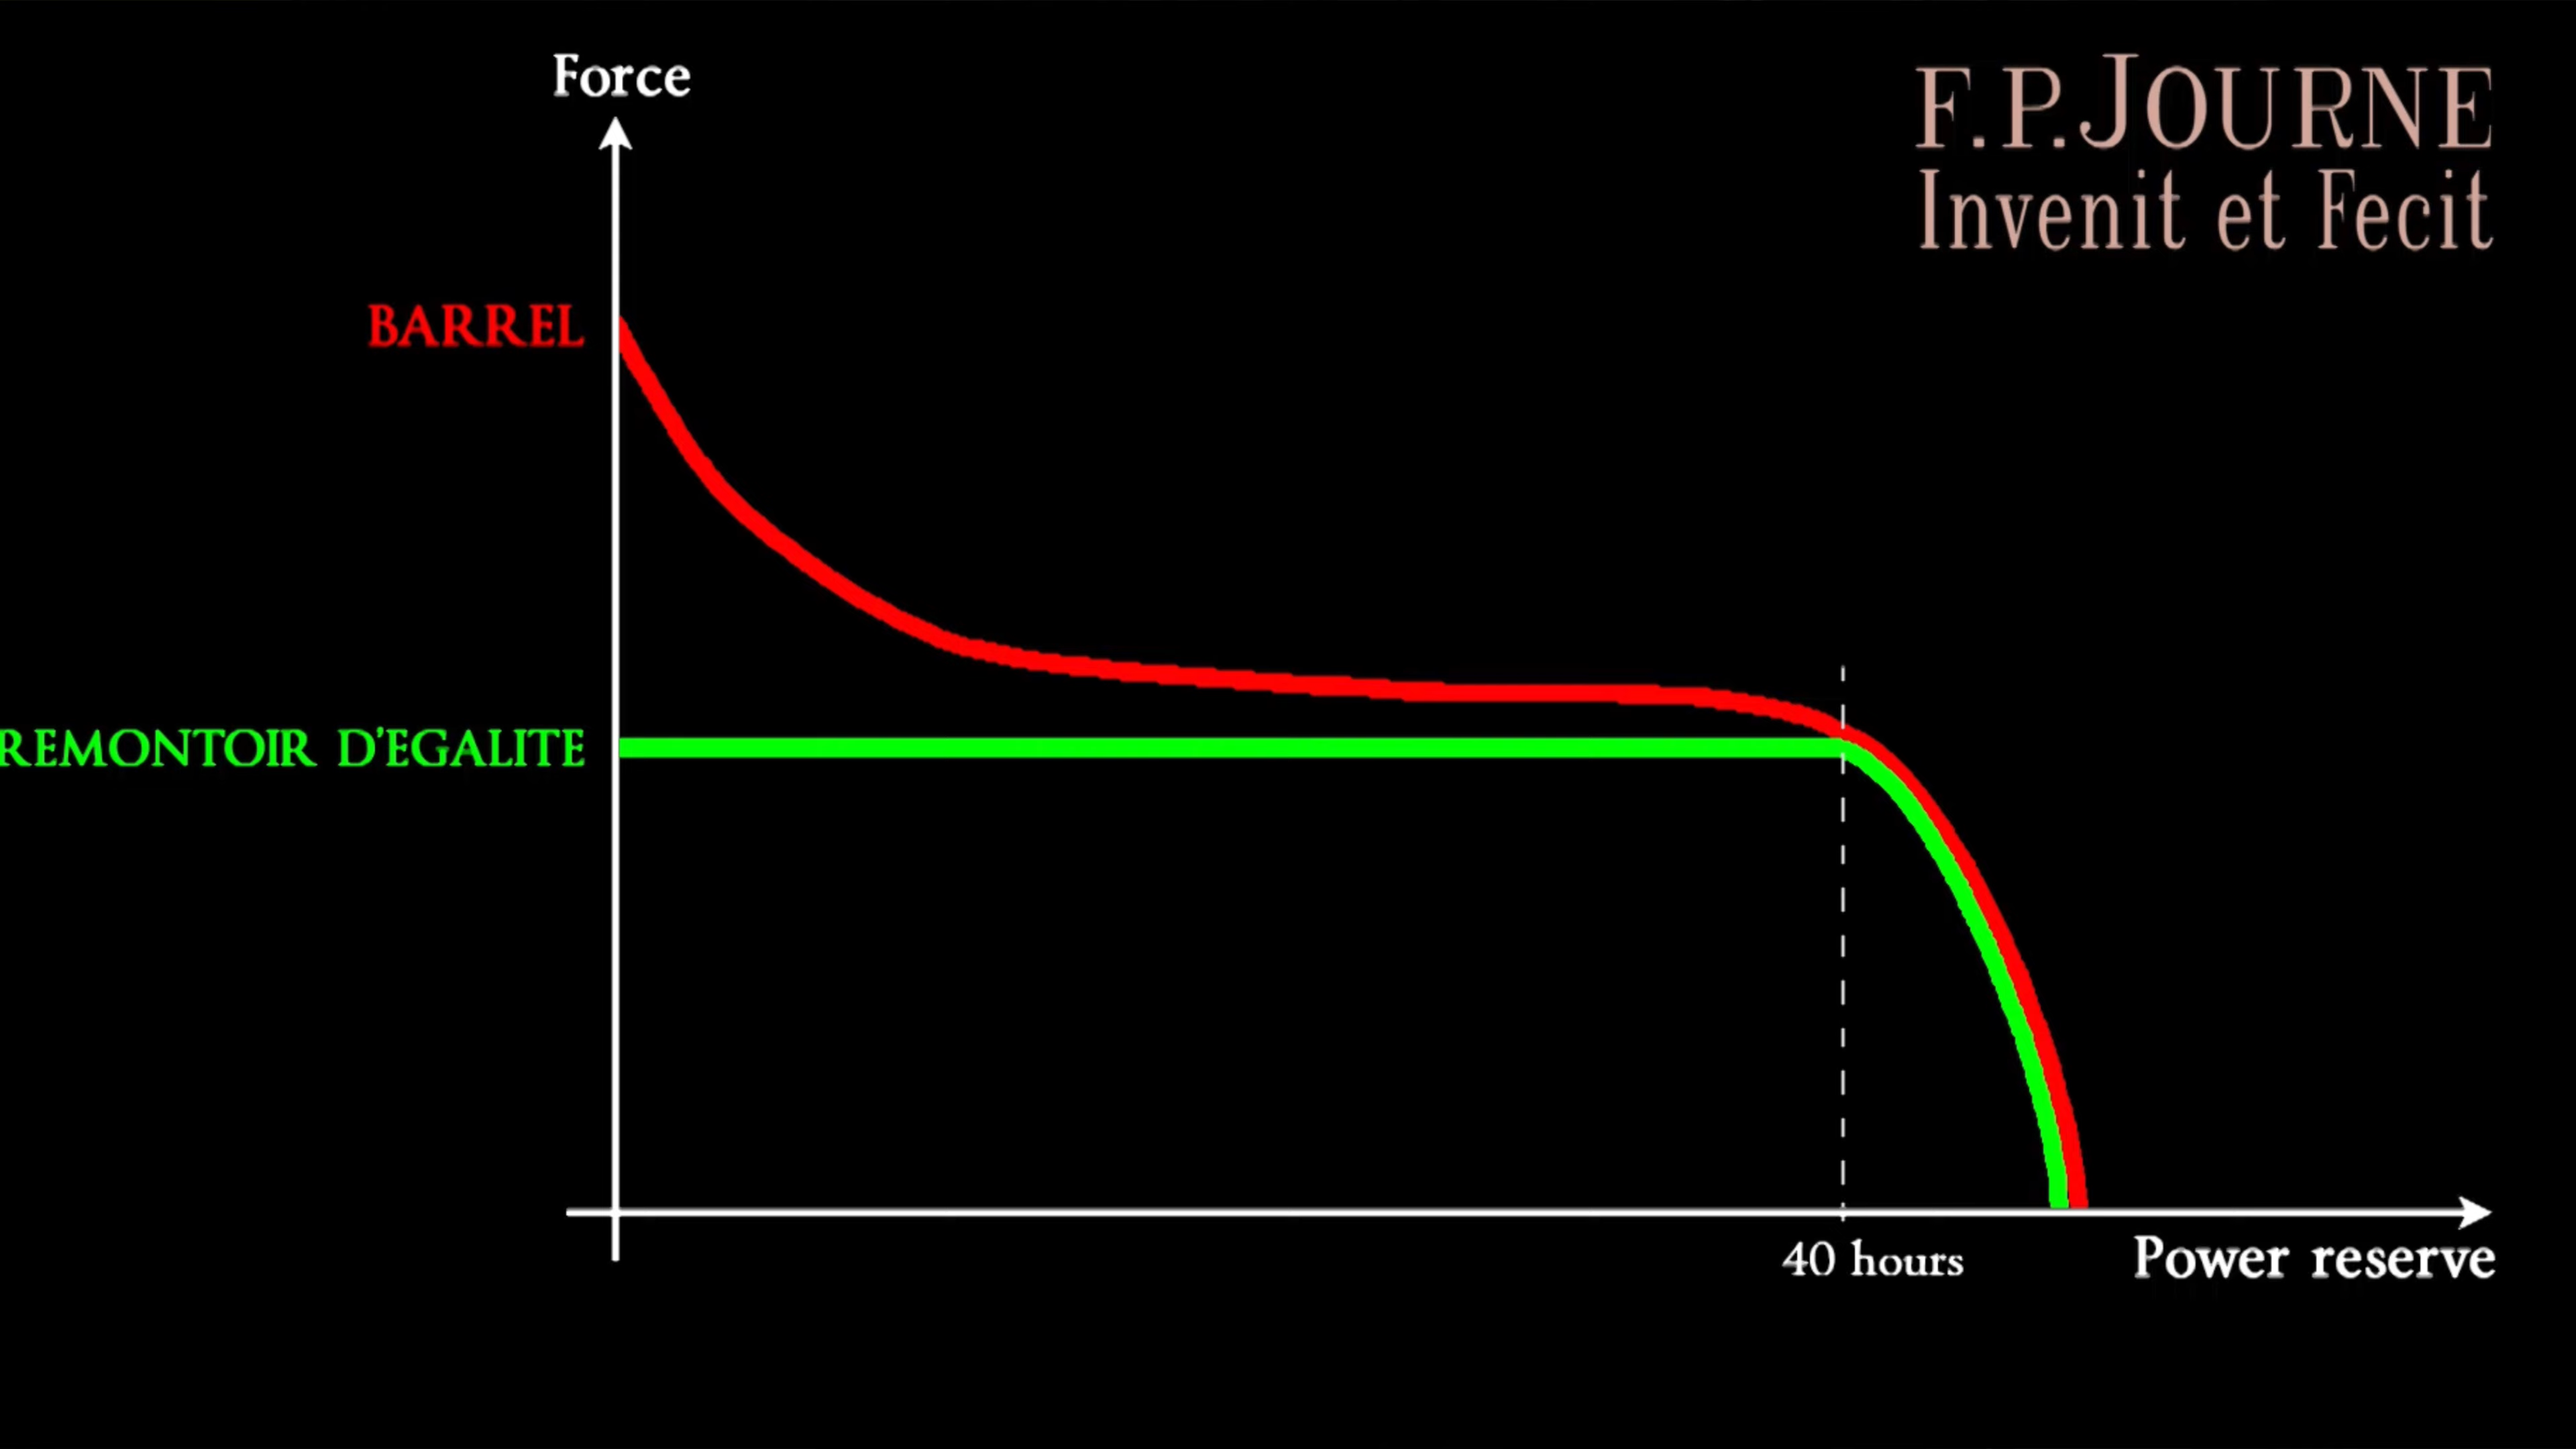 Force
F.P.JOURNE
Invenit et Fecit
BARREL
REMONTOIR D'EGALITE
40 hours
Power reserve